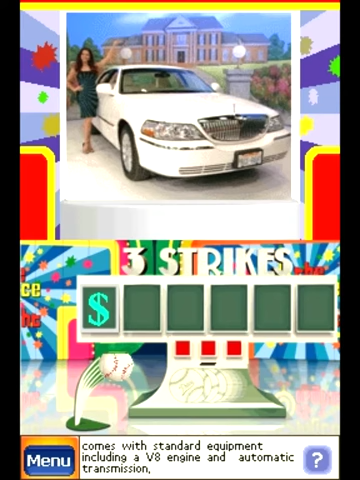 3 STRIKES
$
Menu
comes with standard equipment
including a V8 engine and automatic
transmission,
?